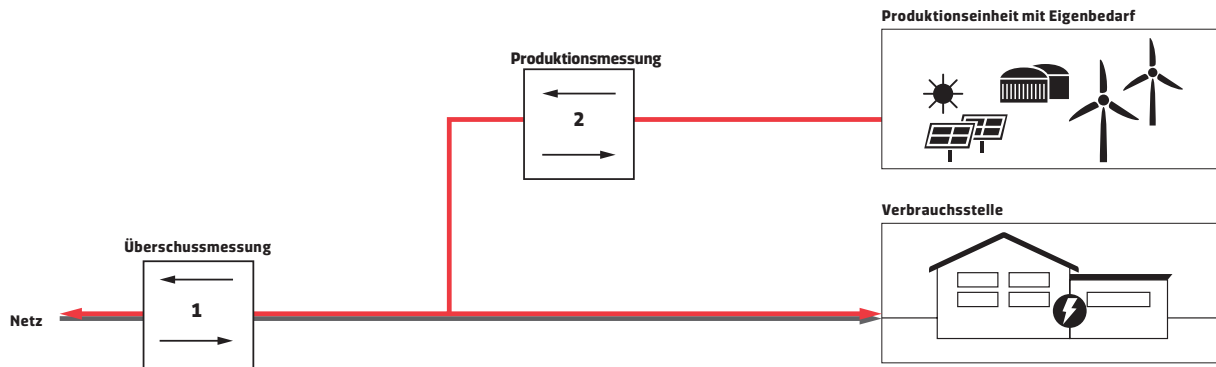 Produktionseinheit mit Eigenbedarf
Produktionsmessung
2
Verbrauchsstelle
Überschussmessung
1
Netz